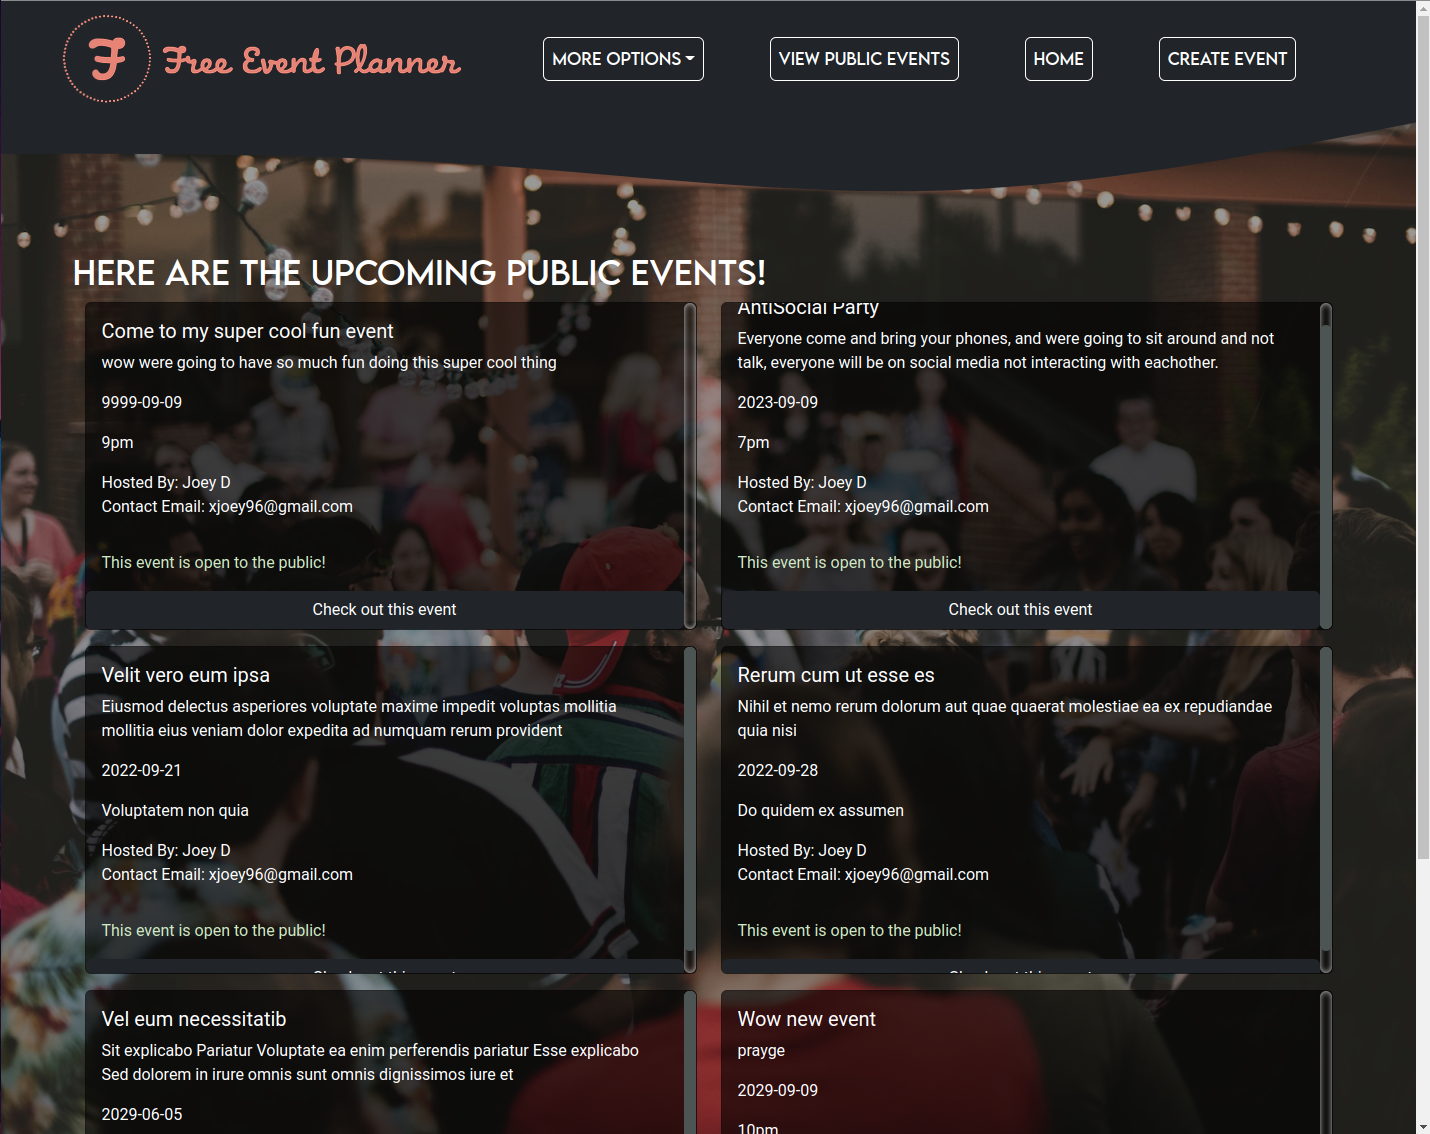 F Free Event Planner
MORE OPTIONS
VIEW PUBLIC EVENTS
HOME
CREATE EVENT
HERE ARE THE UPCOMING PUBLIC EVENTS!
Come to my super cool fun event
wow were going to have so much fun doing this super cool thing
9999-09-09
9pm
Hosted By: Joey D
Contact Email: xjoey96@gmail.com
This event is open to the public!
Check out this event
AntiSocial Party
Everyone come and bring your phones, and were going to sit around and not
talk, everyone will be on social media not interacting with eachother.
2023-09-09
7pm
Hosted By: Joey D
Contact Email: xjoey96@gmail.com
This event is open to the public!
Check out this event
Velit vero eum ipsa
Eiusmod delectus asperiores voluptate maxime impedit voluptas mollitia
mollitia eius veniam dolor expedita ad numquam rerum provident
2022-09-21
Voluptatem non quia
Hosted By: Joey D
Contact Email: xjoey96@gmail.com
This event is open to the public!
Check out this event
Rerum cum ut esse es
Nihil et nemo rerum dolorum aut quae quaerat molestiae ea ex repudiandae
quia nisi
2022-09-28
Do quidem ex assumen
Hosted By: Joey D
Contact Email: xjoey96@gmail.com
This event is open to the public!
Check out this event
Vel eum necessitatib
Sit explicabo Pariatur Voluptate ea enim perferendis pariatur Esse explicabo
Sed dolorem in irure omnis sunt omnis dignissimos iure et
2029-06-05
Wow new event
prayge
2029-09-09
10pm